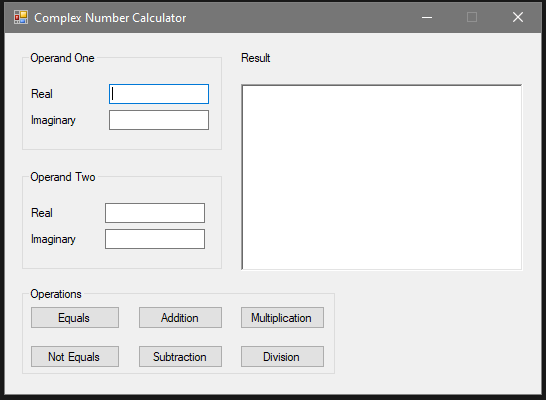 Complex Number Calculator
Operand One
Real
Imaginary
Operand Two
Real
Imaginary
Result
Operations
Equals Addition Multiplication
Not Equals Subtraction Division